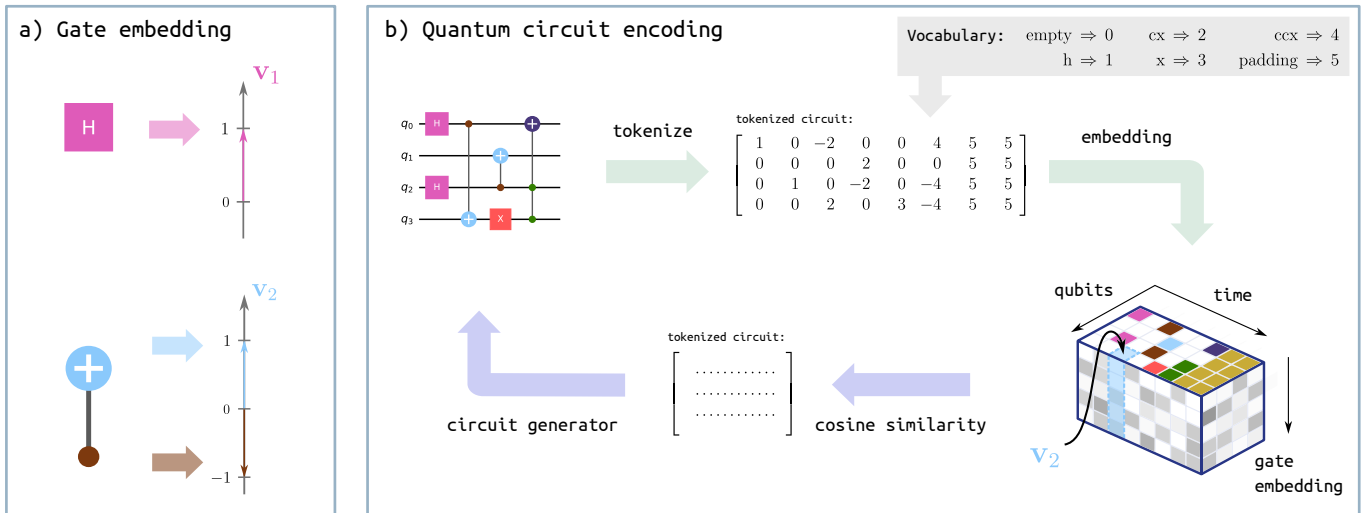 a) Gate embedding
v₁
H
1
0
v₂
1
0
−1
b) Quantum circuit encoding
Vocabulary: empty ⇒ 0 cx ⇒ 2 ccx ⇒ 4
h ⇒ 1 x ⇒ 3 padding ⇒ 5
q₀ H
q₁
q₂ H
q₃ X
tokenize
tokenized circuit:
1 0 −2 0 0 4 5 5
0 0 0 2 0 0 5 5
0 1 0 −2 0 −4 5 5
0 0 2 0 3 −4 5 5
embedding
qubits
time
v₂
gate
embedding
cosine similarity
tokenized circuit:
............
............
............
circuit generator